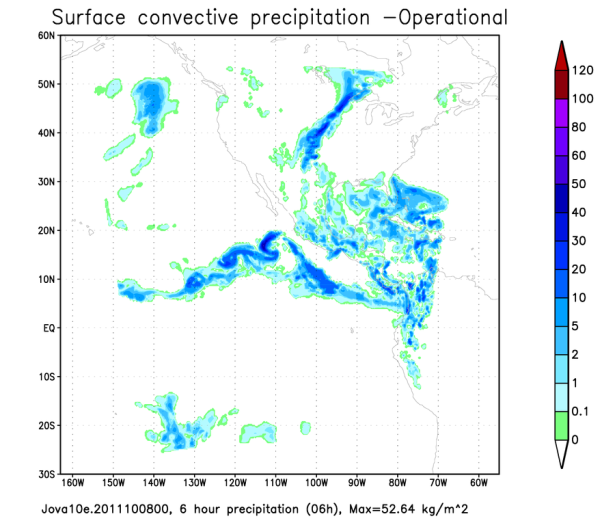 Surface convective precipitation −Operational
60N
50N
40N
30N
20N
10N
EQ
10S
20S
30S
160W 150W 140W 130W 120W 110W 100W 90W 80W 70W 60W
120
100
80
60
50
40
30
20
10
5
2
1
0.1
0
Jova10e.2011100800, 6 hour precipitation (06h), Max=52.64 kg/m^2